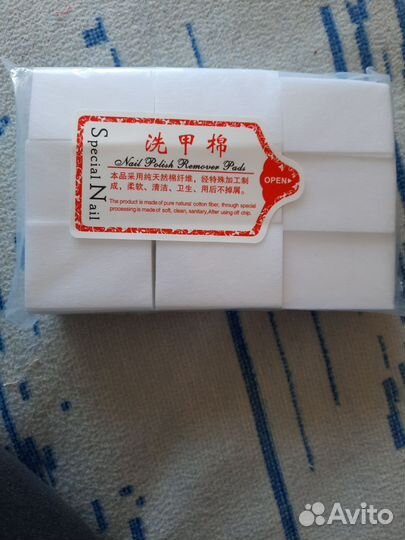 Special Nail
洗甲棉
Nail Polish Remover Pads
本品采用纯天然棉纤维，经特殊加工制
成，柔软、清洁、卫生，用后不掉屑。
The product is made of pure natural cotton fiber, through special
processing is made of soft, clean, sanitary.After using off chip.
OPEN
Avito